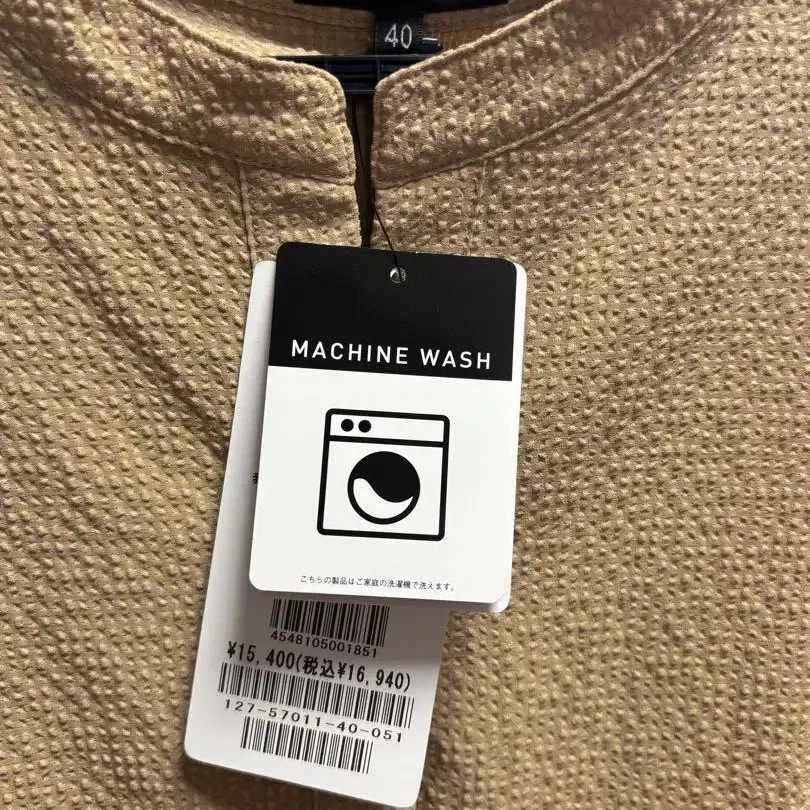 40
MACHINE WASH
こちらの製品はご家庭の洗濯機で洗えます。
4548105001851
¥15,400(税込¥16,940)
127-57011-40-051